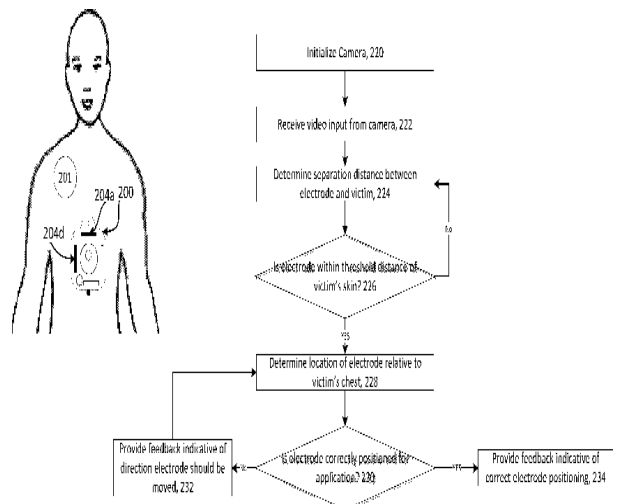 Initialize Camera, 220
Receive video input from camera, 222
Determine separation distance between
electrode and victim, 224
no
Is electrode within threshold distance of
victim's skin? 226
yes
Determine location of electrode relative to
victim's chest, 228
Is electrode correctly positioned for
application? 230
no
Provide feedback indicative of
direction electrode should be
moved, 232
yes
Provide feedback indicative of
correct electrode positioning, 234
201
204a
200
204d